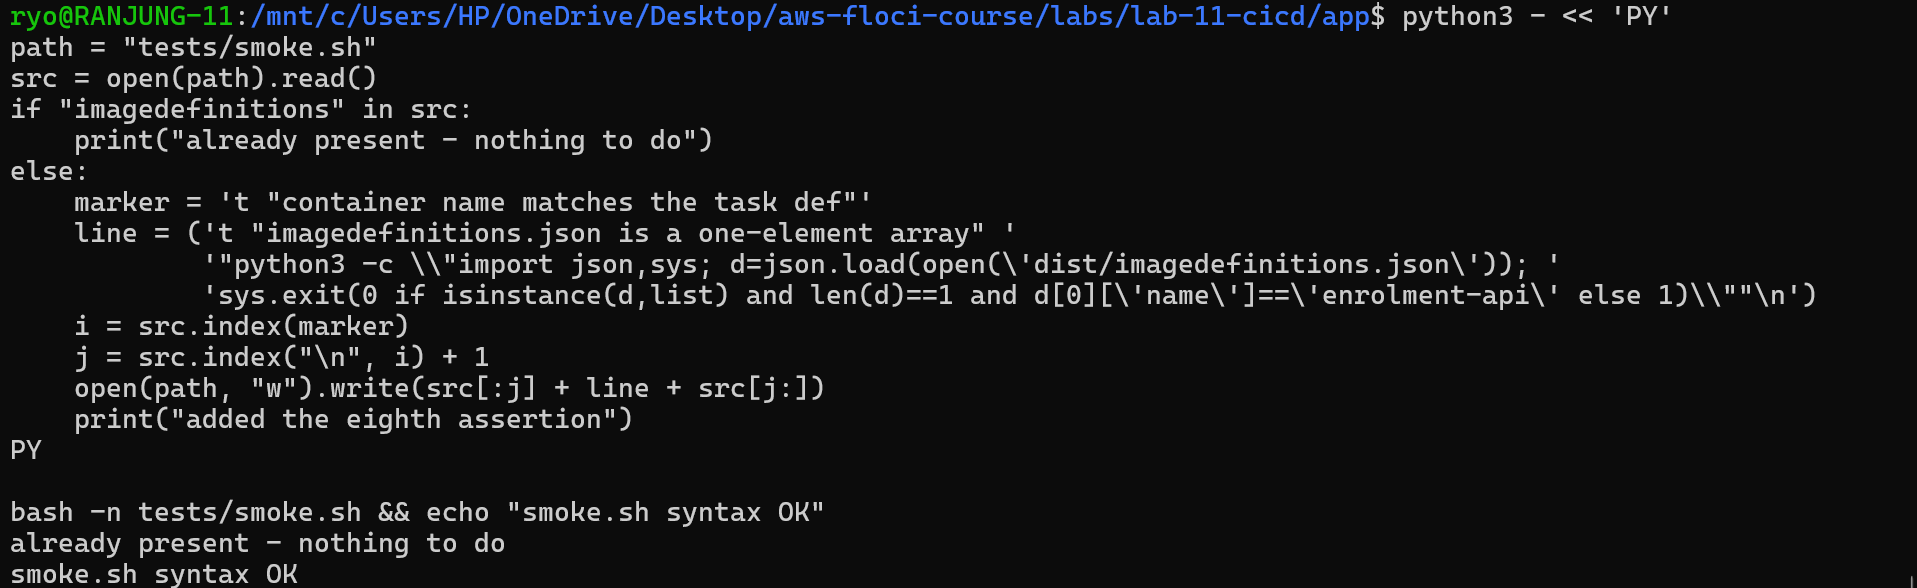 ryo@RANJUNG-11:/mnt/c/Users/HP/OneDrive/Desktop/aws-floci-course/labs/lab-11-cicd/app$ python3 - << 'PY'
path = "tests/smoke.sh"
src = open(path).read()
if "imagedefinitions" in src:
    print("already present - nothing to do")
else:
    marker = 't "container name matches the task def"'
    line = ('t "imagedefinitions.json is a one-element array" '
            '"python3 -c \\"import json,sys; d=json.load(open(\'dist/imagedefinitions.json\')); '
            'sys.exit(0 if isinstance(d,list) and len(d)==1 and d[0][\'name\']==\'enrolment-api\' else 1)\\""\n')
    i = src.index(marker)
    j = src.index("\n", i) + 1
    open(path, "w").write(src[:j] + line + src[j:])
    print("added the eighth assertion")
PY

bash -n tests/smoke.sh && echo "smoke.sh syntax OK"
already present - nothing to do
smoke.sh syntax OK